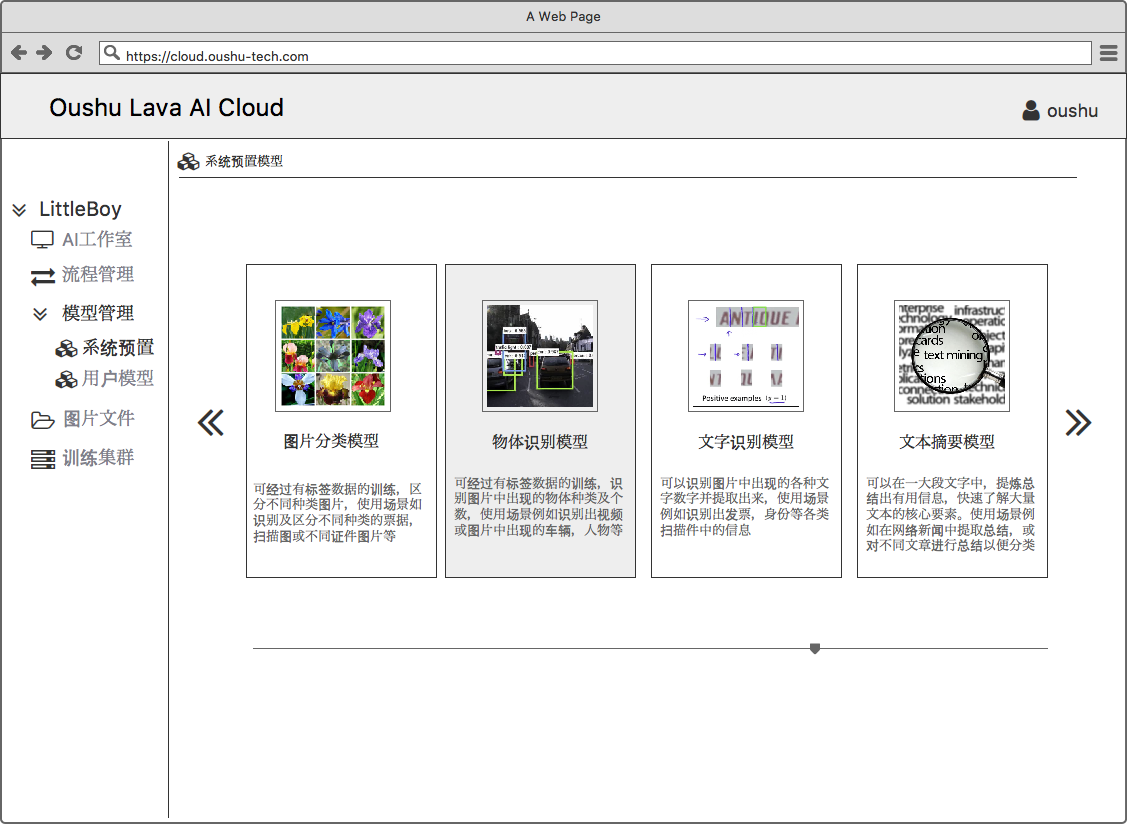 A Web Page
https://cloud.oushu-tech.com
Oushu Lava AI Cloud
oushu
系统预置模型
LittleBoy
AI工作室
流程管理
模型管理
系统预置
用户模型
图片文件
训练集群
图片分类模型
可经过有标签数据的训练，区
分不同种类图片，使用场景如
识别及区分不同种类的票据，
扫描图或不同证件图片等
物体识别模型
可经过有标签数据的训练，识
别图片中出现的物体种类及个
数，使用场景例如识别出视频
或图片中出现的车辆，人物等
ANTIQUE
Positive examples (y = 1)
文字识别模型
可以识别图片中出现的各种文
字数字并提取出来，使用场景
例如识别出发票，身份等各类
扫描件中的信息
nterprise
infrastruc
chnology
operatic
cards
object
text mining
connection
solution stakehold
文本摘要模型
可以在一大段文字中，提炼总
结出有用信息，快速了解大量
文本的核心要素。使用场景例
如在网络新闻中提取总结，或
对不同文章进行总结以便分类